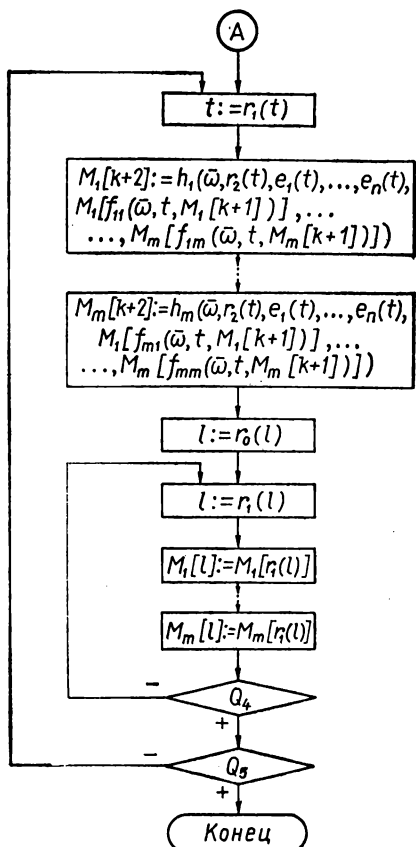 A
t:=r₁(t)
M₁[k+2]:=h₁(ω̄,r₂(t),e₁(t),...,eₙ(t),
M₁[f₁₁(ω̄,t,M₁[k+1])],...
...,Mₘ[f₁ₘ(ω̄,t,Mₘ[k+1])])
Mₘ[k+2]:=hₘ(ω̄,r₂(t),e₁(t),...,eₙ(t),
M₁[fₘ₁(ω̄,t,M₁[k+1])],...
...,Mₘ[fₘₘ(ω̄,t,Mₘ[k+1])])
l:=r₀(l)
l:=r₁(l)
M₁[l]:=M₁[r₁(l)]
Mₘ[l]:=Mₘ[r₁(l)]
– Q₄
+
– Q₅
+
Конец